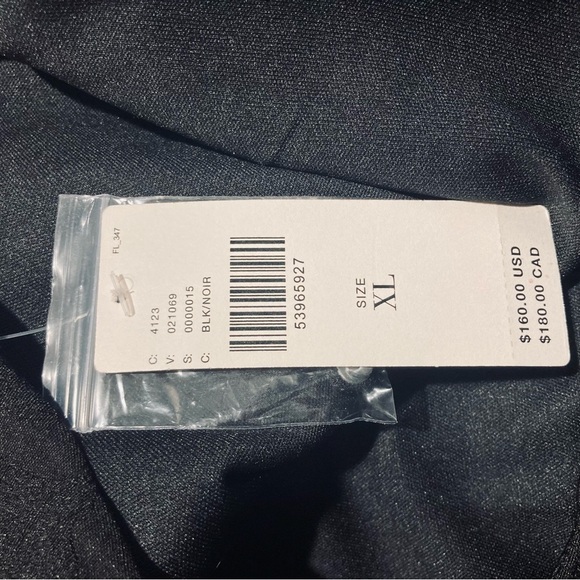 FL_347
C: 4123
V: 021069
S: 0000015
C: BLK/NOIR
53965927
SIZE
XL
$160.00 USD
$180.00 CAD